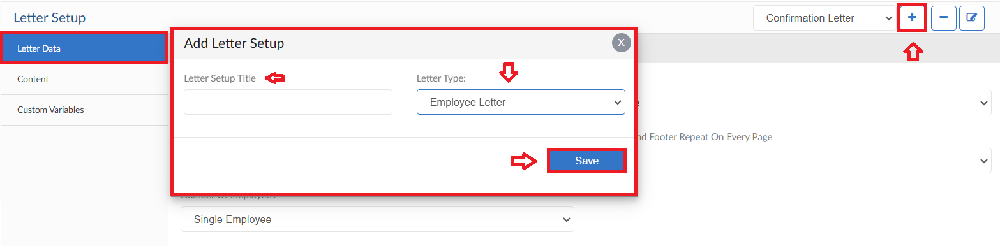 Letter Setup
Confirmation Letter
Letter Data
Content
Custom Variables
Add Letter Setup
X
Letter Setup Title
Letter Type:
Employee Letter
Footer Repeat On Every Page
Save
Number Of Employees
Single Employee